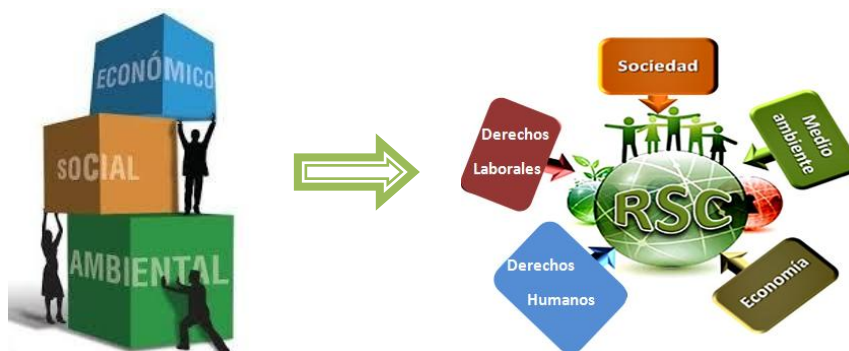 ECONÓMICO
SOCIAL
AMBIENTAL
Sociedad
Derechos
Laborales
Medio
ambiente
RSC
Derechos
Humanos
Economía